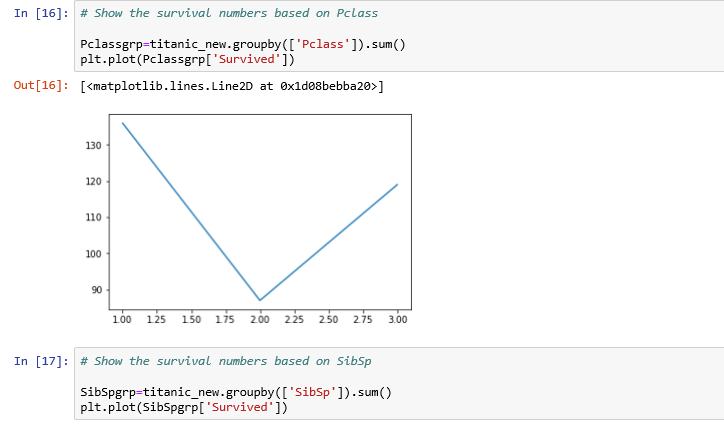 In [16]: # Show the survival numbers based on Pclass
Pclassgrp=titanic_new.groupby(['Pclass']).sum()
plt.plot(Pclassgrp['Survived'])
Out[16]: [<matplotlib.lines.Line2D at 0x1d08bebba20>]
130
120
110
100
90
1.00 1.25 1.50 1.75 2.00 2.25 2.50 2.75 3.00
In [17]: # Show the survival numbers based on SibSp
SibSpgrp=titanic_new.groupby(['SibSp']).sum()
plt.plot(SibSpgrp['Survived'])